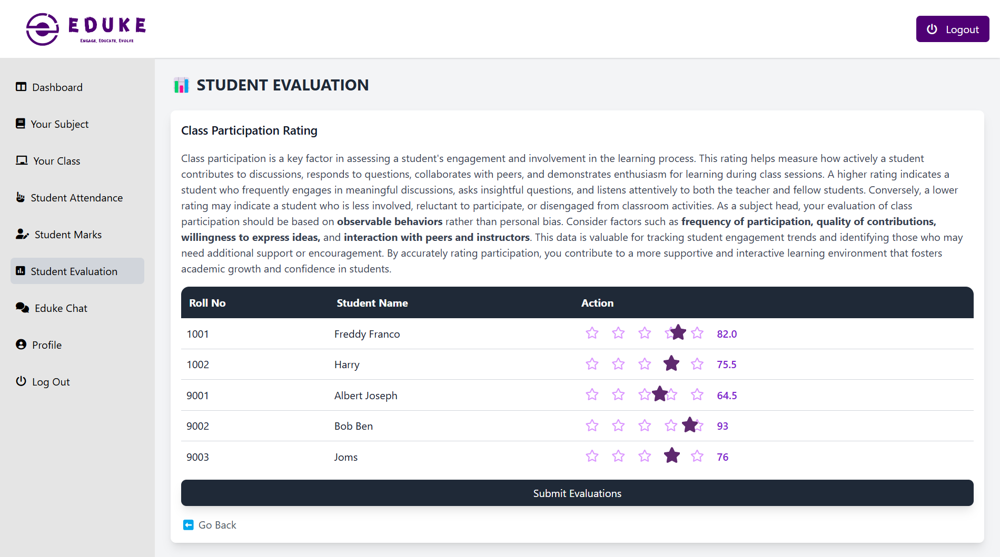 EDUKE
Engage, Educate, Evolve
Logout
Dashboard
Your Subject
Your Class
Student Attendance
Student Marks
Student Evaluation
Eduke Chat
Profile
Log Out
STUDENT EVALUATION
Class Participation Rating
Class participation is a key factor in assessing a student's engagement and involvement in the learning process. This rating helps measure how actively a student
contributes to discussions, responds to questions, collaborates with peers, and demonstrates enthusiasm for learning during class sessions. A higher rating indicates a
student who frequently engages in meaningful discussions, asks insightful questions, and listens attentively to both the teacher and fellow students. Conversely, a lower
rating may indicate a student who is less involved, reluctant to participate, or disengaged from classroom activities. As a subject head, your evaluation of class
participation should be based on observable behaviors rather than personal bias. Consider factors such as frequency of participation, quality of contributions,
willingness to express ideas, and interaction with peers and instructors. This data is valuable for tracking student engagement trends and identifying those who may
need additional support or encouragement. By accurately rating participation, you contribute to a more supportive and interactive learning environment that fosters
academic growth and confidence in students.
Roll No Student Name Action
1001 Freddy Franco 82.0
1002 Harry 75.5
9001 Albert Joseph 64.5
9002 Bob Ben 93
9003 Joms 76
Submit Evaluations
Go Back